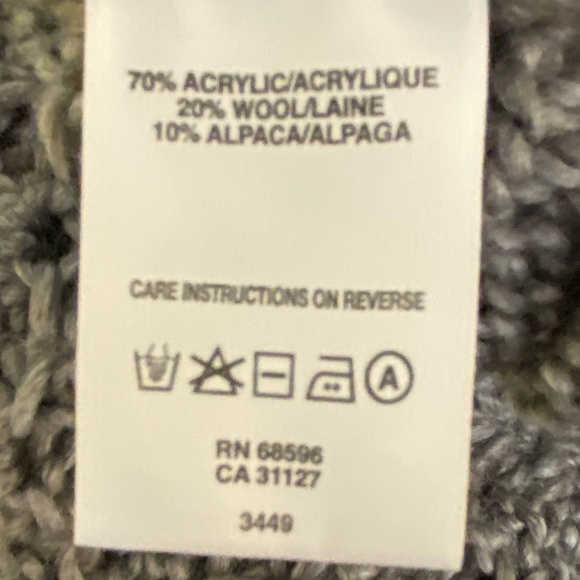 70% ACRYLIC/ACRYLIQUE
20% WOOL/LAINE
10% ALPACA/ALPAGA
CARE INSTRUCTIONS ON REVERSE
A
RN 68596
CA 31127
3449